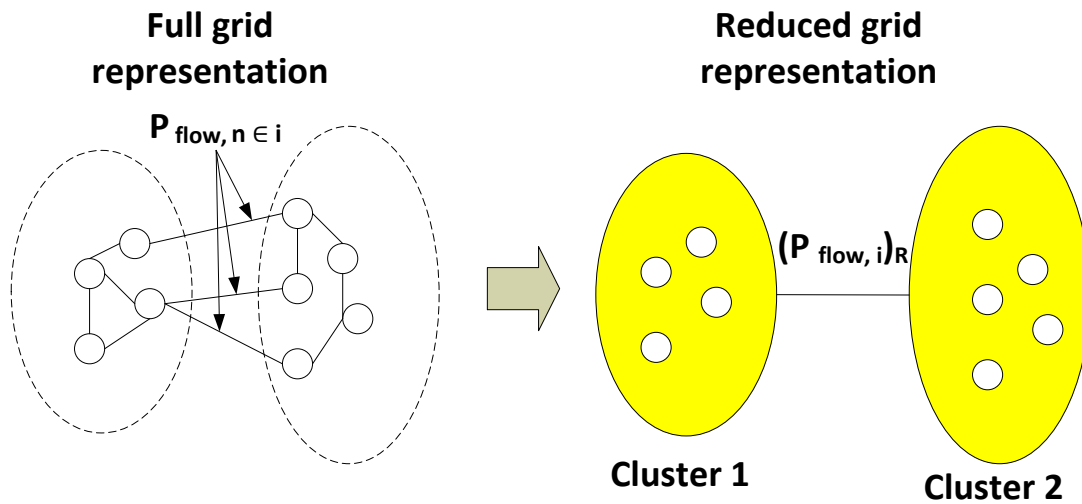 Full grid
representation
P flow, n ∈ i
Reduced grid
representation
(P flow, i)R
Cluster 1
Cluster 2